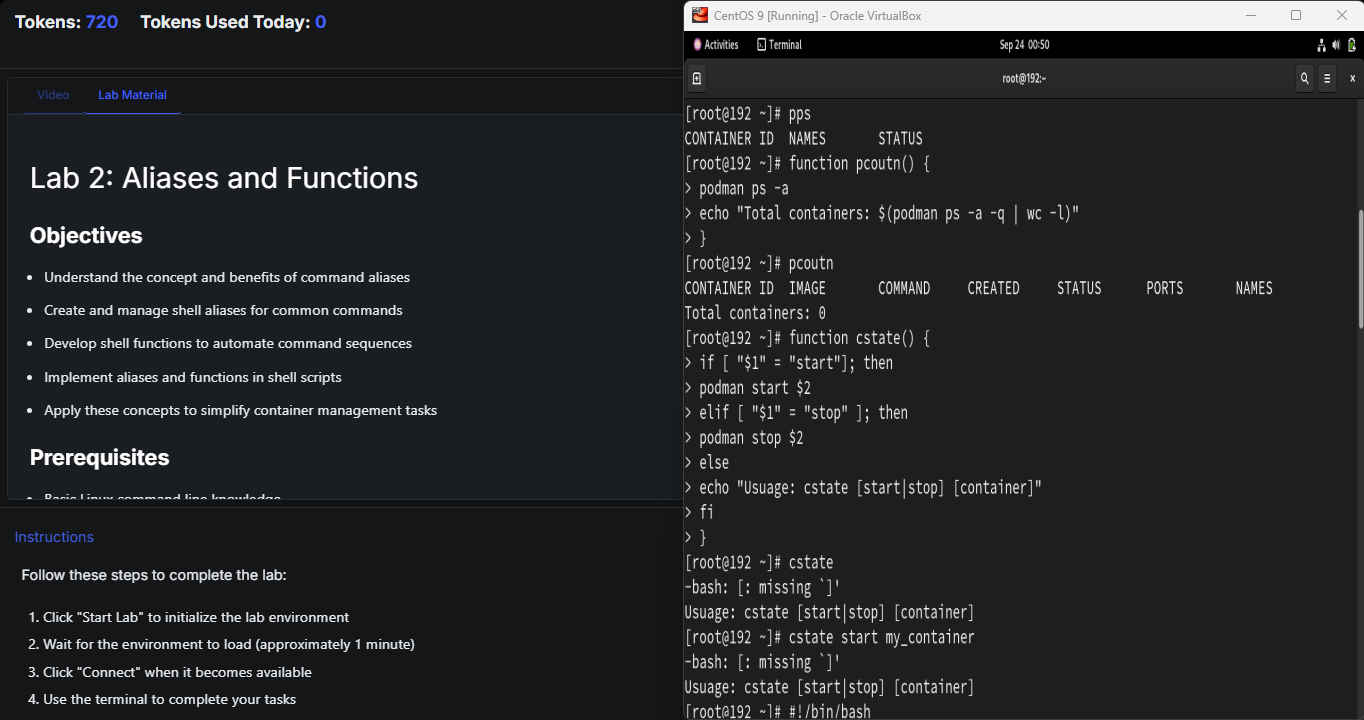 Tokens: 720 Tokens Used Today: 0
Video Lab Material
Lab 2: Aliases and Functions
Objectives
• Understand the concept and benefits of command aliases
• Create and manage shell aliases for common commands
• Develop shell functions to automate command sequences
• Implement aliases and functions in shell scripts
• Apply these concepts to simplify container management tasks
Prerequisites
• Basic Linux command line knowledge
Instructions
Follow these steps to complete the lab:
1. Click "Start Lab" to initialize the lab environment
2. Wait for the environment to load (approximately 1 minute)
3. Click "Connect" when it becomes available
4. Use the terminal to complete your tasks
CentOS 9 [Running] - Oracle VirtualBox
Activities Terminal Sep 24 00:50
root@192:~
[root@192 ~]# pps
CONTAINER ID NAMES STATUS
[root@192 ~]# function pcoutn() {
> podman ps -a
> echo "Total containers: $(podman ps -a -q | wc -l)"
> }
[root@192 ~]# pcoutn
CONTAINER ID IMAGE COMMAND CREATED STATUS PORTS NAMES
Total containers: 0
[root@192 ~]# function cstate() {
> if [ "$1" = "start"]; then
> podman start $2
> elif [ "$1" = "stop" ]; then
> podman stop $2
> else
> echo "Usuage: cstate [start|stop] [container]"
> fi
> }
[root@192 ~]# cstate
-bash: [: missing `]'
Usuage: cstate [start|stop] [container]
[root@192 ~]# cstate start my_container
-bash: [: missing `]'
Usuage: cstate [start|stop] [container]
[root@192 ~]# #!/bin/bash